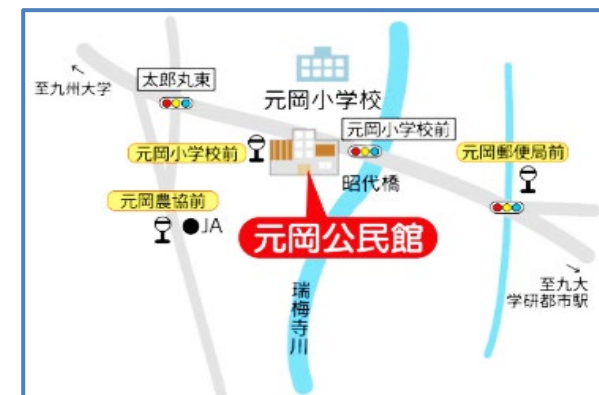 至九州大学
太郎丸東
元岡小学校
元岡小学校前
元岡小学校前
元岡郵便局前
昭代橋
元岡農協前
●JA
元岡公民館
瑞梅寺川
至九大
学研都市駅